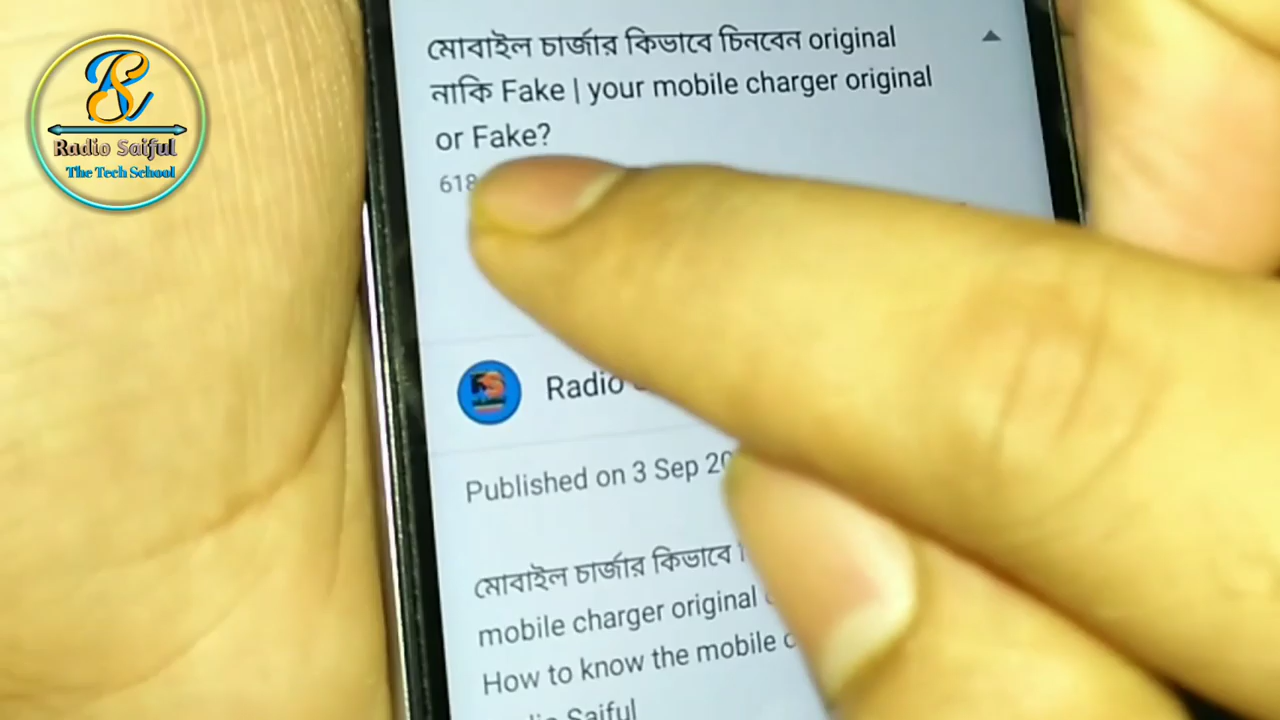 Radio Saiful
The Tech School
মোবাইল চার্জার কিভাবে চিনবেন original
নাকি Fake | your mobile charger original
or Fake?
618
Radio
Published on 3 Sep
মোবাইল চার্জার কিভাবে
mobile charger original
How to know the mobile
Saiful